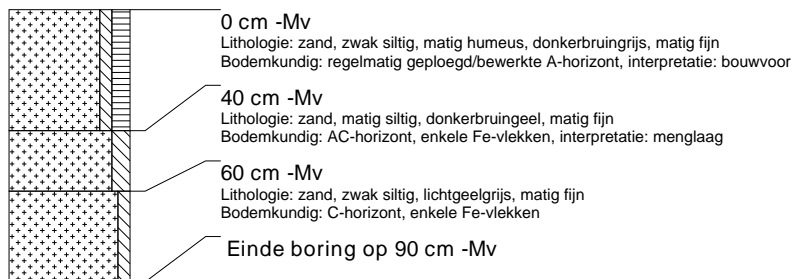 0 cm -Mv
Lithologie: zand, zwak siltig, matig humeus, donkerbruingrijs, matig fijn
Bodemkundig: regelmatig geploegd/bewerkte A-horizont, interpretatie: bouwvoor
40 cm -Mv
Lithologie: zand, matig siltig, donkerbruingeel, matig fijn
Bodemkundig: AC-horizont, enkele Fe-vlekken, interpretatie: menglaag
60 cm -Mv
Lithologie: zand, zwak siltig, lichtgeelgrijs, matig fijn
Bodemkundig: C-horizont, enkele Fe-vlekken
Einde boring op 90 cm -Mv